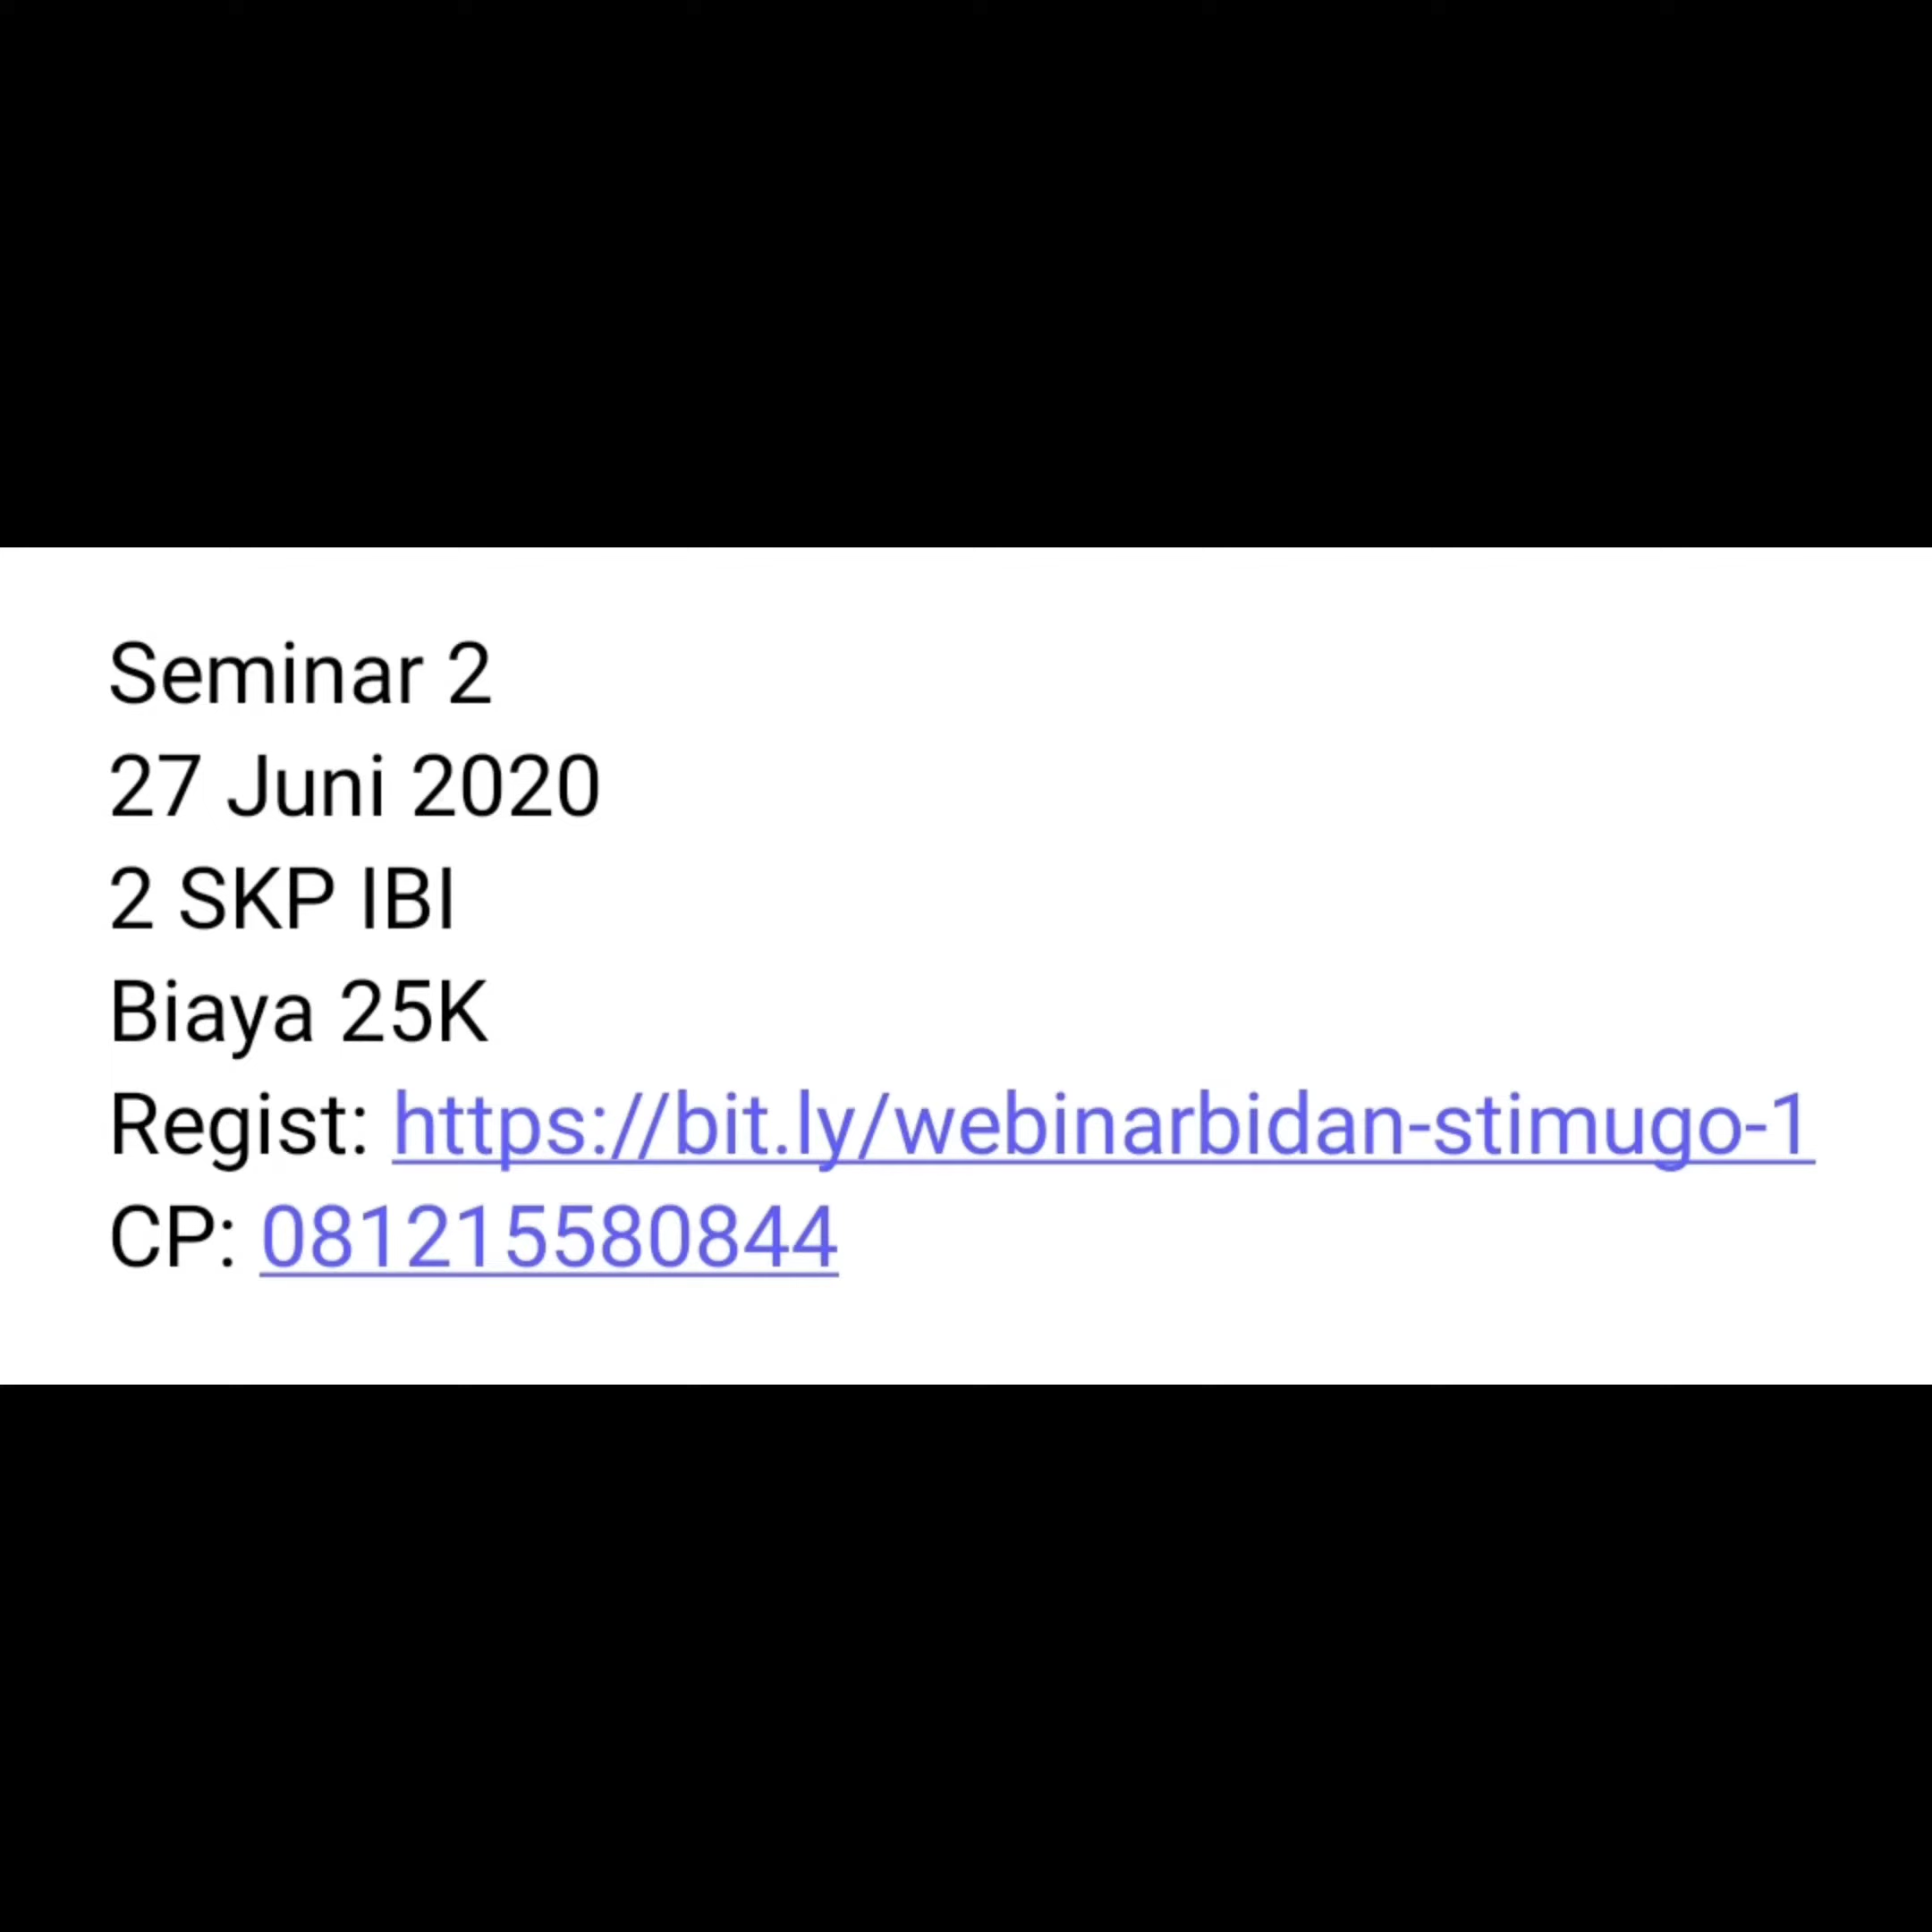 Seminar 2
27 Juni 2020
2 SKP IBI
Biaya 25K
Regist: https://bit.ly/webinarbidan-stimugo-1
CP: 081215580844